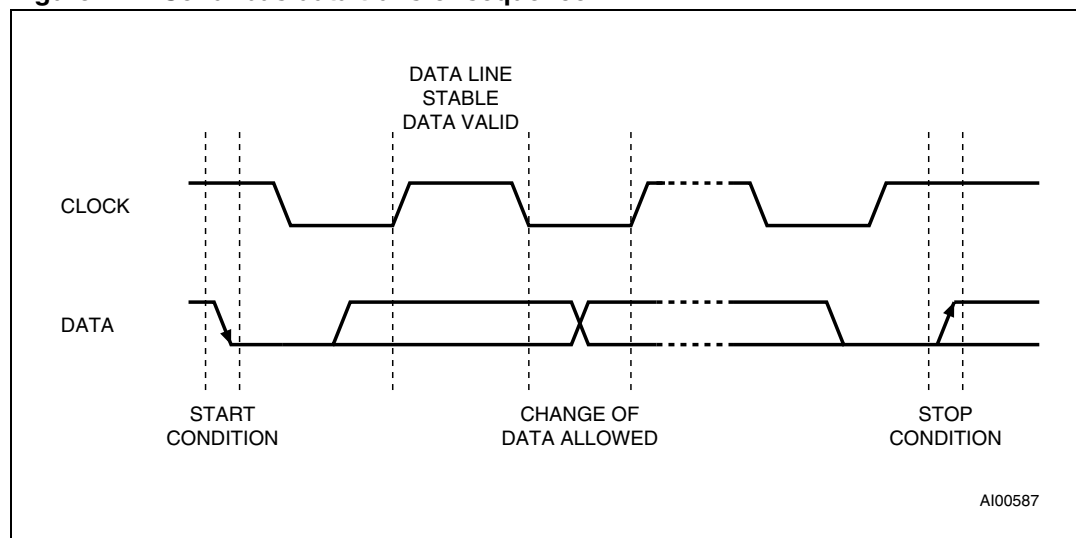 DATA LINE
STABLE
DATA VALID
CLOCK
DATA
START
CONDITION
CHANGE OF
DATA ALLOWED
STOP
CONDITION
AI00587